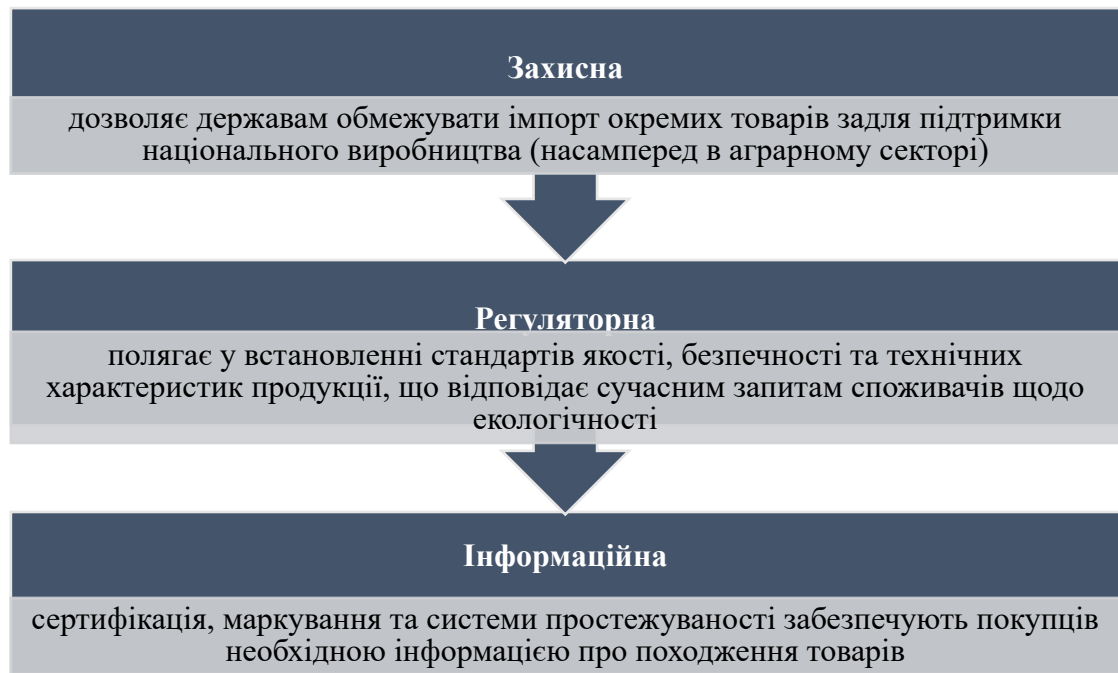 Захисна
дозволяє державам обмежувати імпорт окремих товарів задля підтримки
національного виробництва (насамперед в аграрному секторі)
Регуляторна
полягає у встановленні стандартів якості, безпечності та технічних
характеристик продукції, що відповідає сучасним запитам споживачів щодо
екологічності
Інформаційна
сертифікація, маркування та системи простежуваності забезпечують покупців
необхідною інформацією про походження товарів